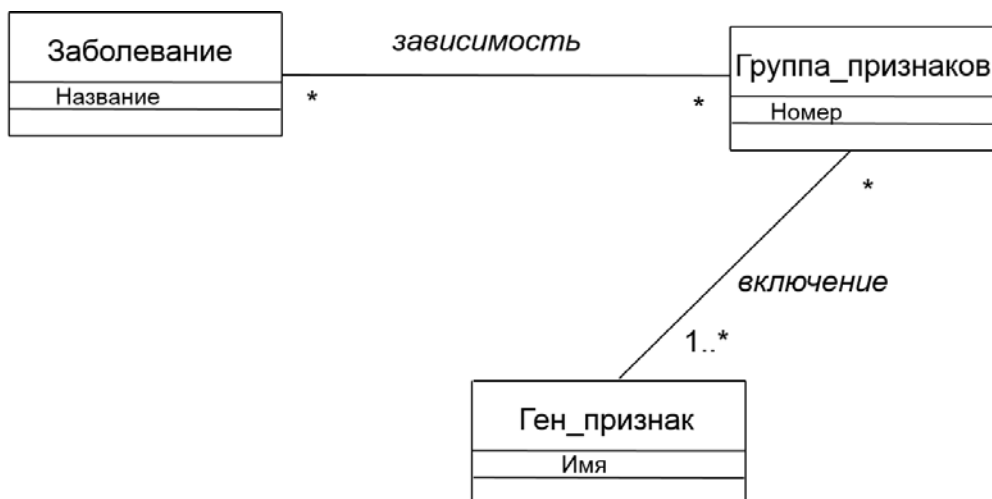 Заболевание
Название
зависимость
*
*
Группа_признаков
Номер
*
включение
1..*
Ген_признак
Имя